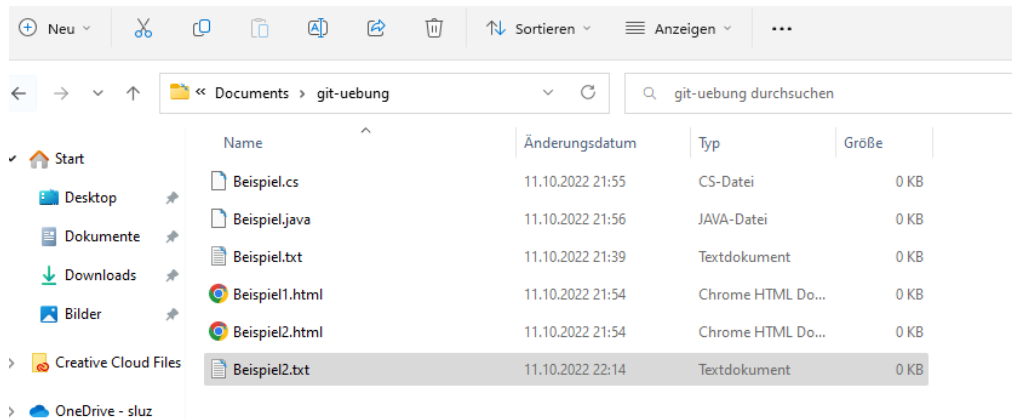 Neu Sortieren Anzeigen
« Documents › git-uebung git-uebung durchsuchen
Name Änderungsdatum Typ Größe
Start
Desktop
Dokumente
Downloads
Bilder
Creative Cloud Files
OneDrive - sluz
Beispiel.cs 11.10.2022 21:55 CS-Datei 0 KB
Beispiel.java 11.10.2022 21:56 JAVA-Datei 0 KB
Beispiel.txt 11.10.2022 21:39 Textdokument 0 KB
Beispiel1.html 11.10.2022 21:54 Chrome HTML Do... 0 KB
Beispiel2.html 11.10.2022 21:54 Chrome HTML Do... 0 KB
Beispiel2.txt 11.10.2022 22:14 Textdokument 0 KB